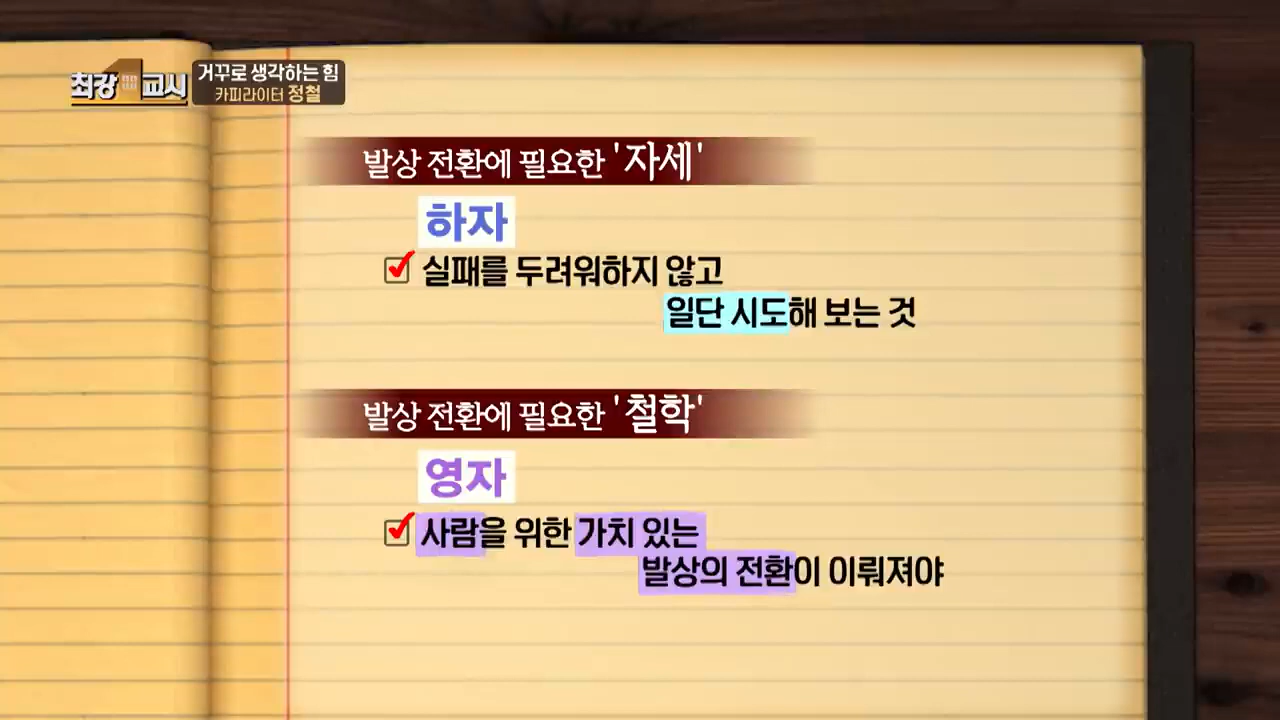 최강1교시
거꾸로 생각하는 힘
카피라이터 정철
발상 전환에 필요한 '자세'
하자
실패를 두려워하지 않고
일단 시도해 보는 것
발상 전환에 필요한 '철학'
영자
사람을 위한 가치 있는
발상의 전환이 이뤄져야